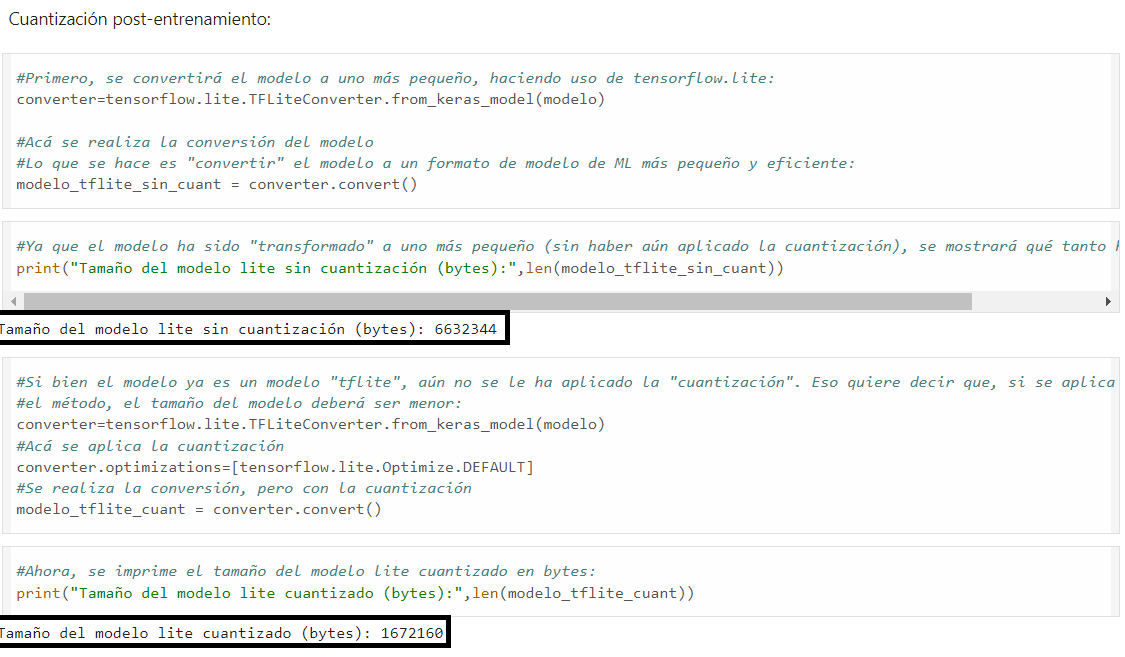 Cuantización post-entrenamiento:
#Primero, se convertirá el modelo a uno más pequeño, haciendo uso de tensorflow.lite:
converter=tensorflow.lite.TFLiteConverter.from_keras_model(modelo)
#Acá se realiza la conversión del modelo
#Lo que se hace es "convertir" el modelo a un formato de modelo de ML más pequeño y eficiente:
modelo_tflite_sin_cuant = converter.convert()
#Ya que el modelo ha sido "transformado" a uno más pequeño (sin haber aún aplicado la cuantización), se mostrará qué tanto
print("Tamaño del modelo lite sin cuantización (bytes):",len(modelo_tflite_sin_cuant))
Tamaño del modelo lite sin cuantización (bytes): 6632344
#Si bien el modelo ya es un modelo "tflite", aún no se le ha aplicado la "cuantización". Eso quiere decir que, si se aplica
#el método, el tamaño del modelo deberá ser menor:
converter=tensorflow.lite.TFLiteConverter.from_keras_model(modelo)
#Acá se aplica la cuantización
converter.optimizations=[tensorflow.lite.Optimize.DEFAULT]
#Se realiza la conversión, pero con la cuantización
modelo_tflite_cuant = converter.convert()
#Ahora, se imprime el tamaño del modelo lite cuantizado en bytes:
print("Tamaño del modelo lite cuantizado (bytes):",len(modelo_tflite_cuant))
Tamaño del modelo lite cuantizado (bytes): 1672160